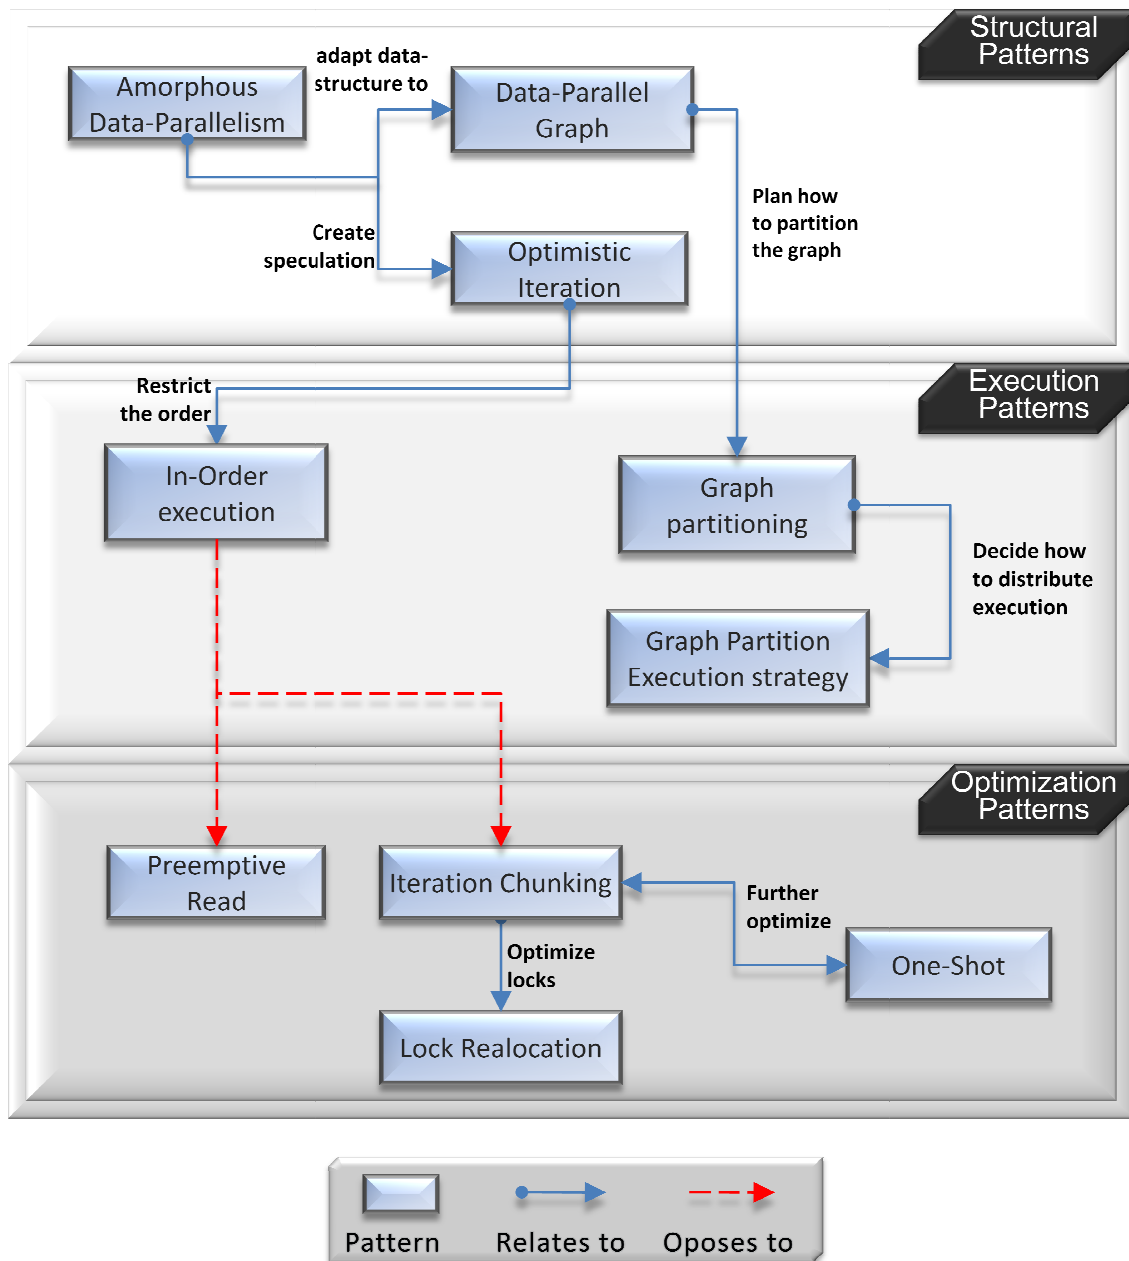 Structural
Patterns
adapt data-
structure to
Amorphous
Data-Parallelism
Data-Parallel
Graph
Plan how
to partition
the graph
Create
speculation
Optimistic
Iteration
Execution
Patterns
Restrict
the order
In-Order
execution
Graph
partitioning
Decide how
to distribute
execution
Graph Partition
Execution strategy
Optimization
Patterns
Preemptive
Read
Iteration Chunking
Further
optimize
Optimize
locks
One-Shot
Lock Realocation
Pattern
Relates to
Oposes to